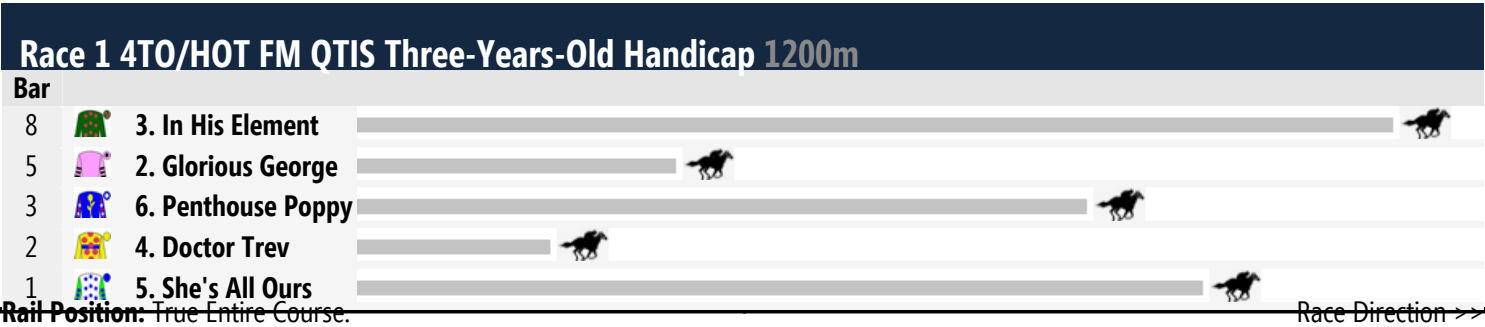 Race 1 4TO/HOT FM QTIS Three-Years-Old Handicap 1200m
Bar
8 3. In His Element
5 2. Glorious George
3 6. Penthouse Poppy
2 4. Doctor Trev
1 5. She's All Ours
Rail Position: True Entire Course. Race Direction >>